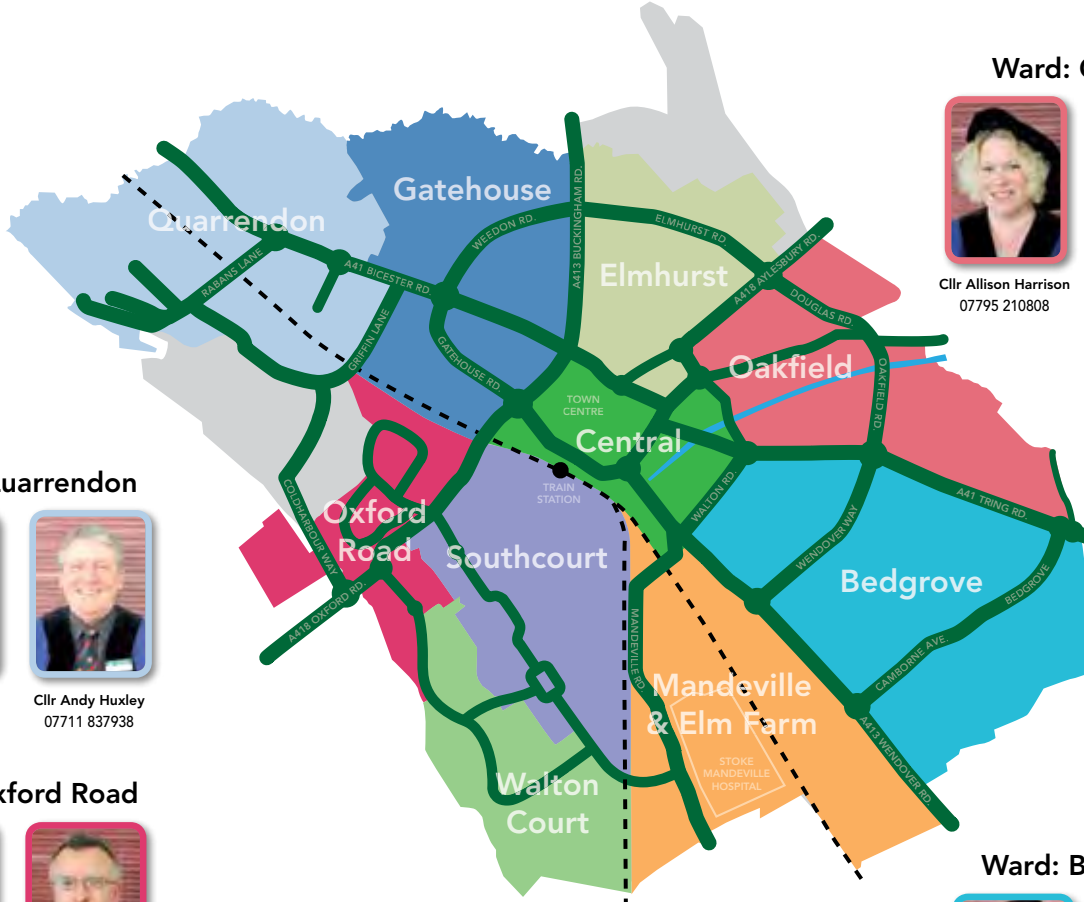 Ward: 
Cllr Allison Harrison
07795 210808
Quarrendon
Gatehouse
Elmhurst
Oakfield
Central
TOWN
CENTRE
TRAIN
STATION
Oxford
Road
Southcourt
Bedgrove
Mandeville
& Elm Farm
STOKE
MANDEVILLE
HOSPITAL
Walton
Court
RABANS LANE
A41 BICESTER RD.
GRIFFIN LANE
WEEDON RD.
A413 BUCKINGHAM RD.
ELMHURST RD
A418 AYLESBURY RD.
DOUGLAS RD.
OAKFIELD RD.
GATEHOUSE RD.
WALTON RD.
A41 TRING RD.
WENDOVER WAY
BEDGROVE
CAMBORNE AVE.
A413 WENDOVER RD.
MANDEVILLE RD.
COLDHARBOUR WAY
A418 OXFORD RD.
uarrendon
Cllr Andy Huxley
07711 837938
xford Road
Ward: B